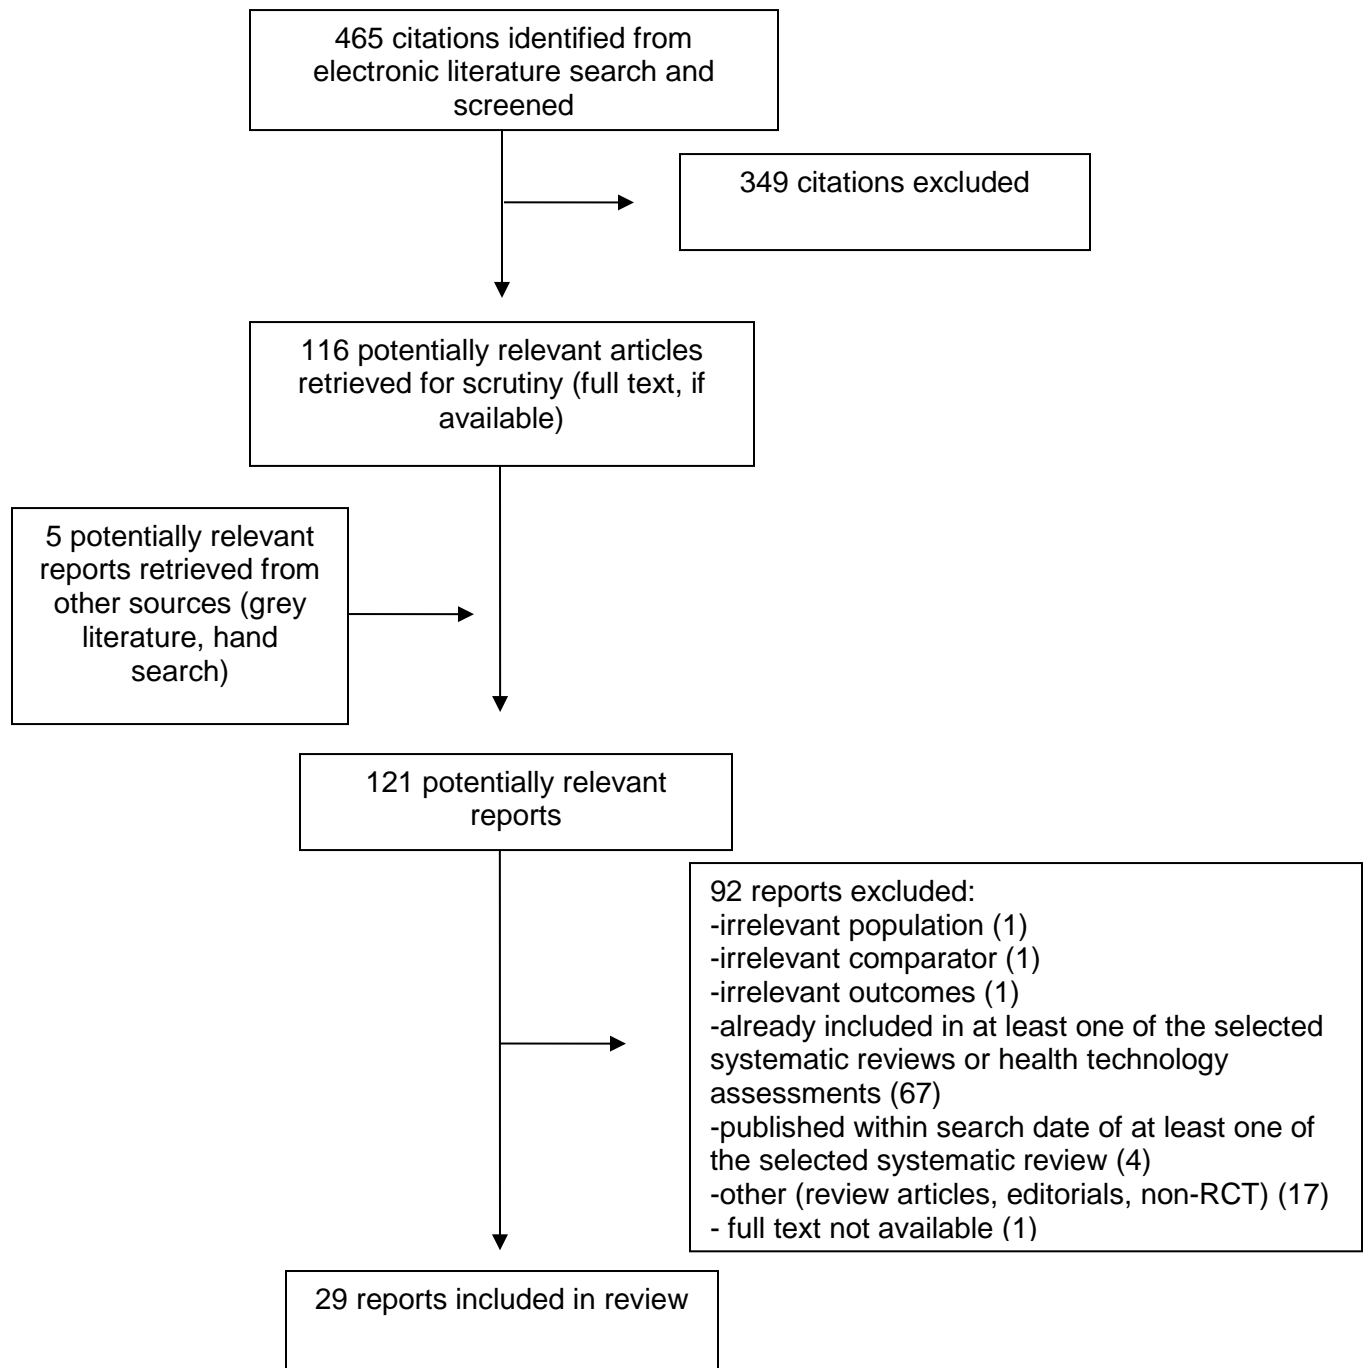 465 citations identified from
electronic literature search and
screened
349 citations excluded
116 potentially relevant articles
retrieved for scrutiny (full text, if
available)
5 potentially relevant
reports retrieved from
other sources (grey
literature, hand
search)
121 potentially relevant
reports
92 reports excluded:
-irrelevant population (1)
-irrelevant comparator (1)
-irrelevant outcomes (1)
-already included in at least one of the selected
systematic reviews or health technology
assessments (67)
-published within search date of at least one of
the selected systematic review (4)
-other (review articles, editorials, non-RCT) (17)
- full text not available (1)
29 reports included in review